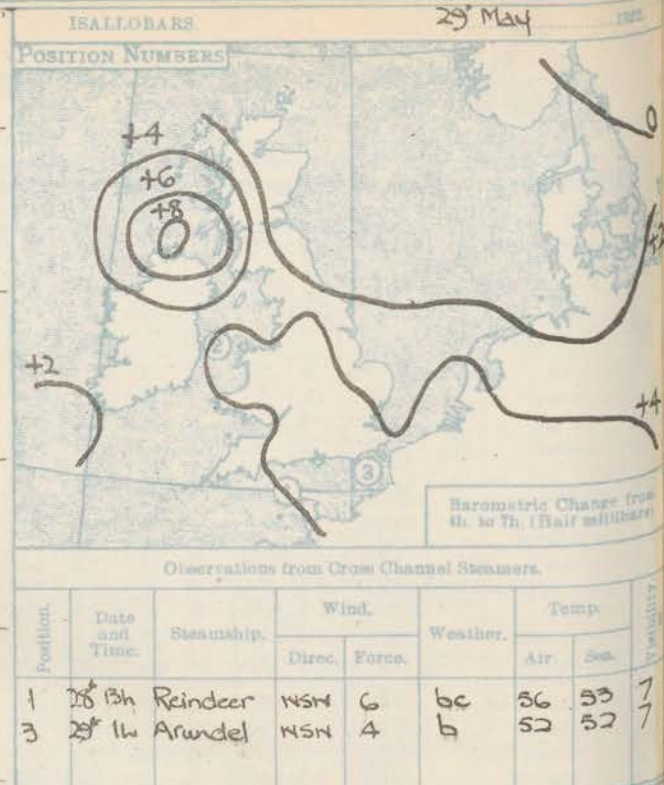 ISALLOBARS 29th May
POSITION NUMBERS
0
+4
+6
+8
+2
+2
+4
2
3
Barometric Change from
4h. to 7h. (Half millibars)
Observations from Cross Channel Steamers.
Position. Date and Time. Steamship. Wind. Weather. Temp. Visibility.
Direc. Force. Air Sea.
1 28th 13h Reindeer WSW 6 bc 56 53 7
3 29th 1h Arundel WSW 4 b 52 52 7